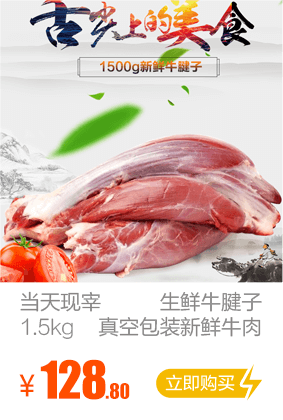 舌尖上的美食
1500g新鲜牛腱子
当天现宰 生鲜牛腱子
1.5kg 真空包装新鲜牛肉
¥128.80 立即购买